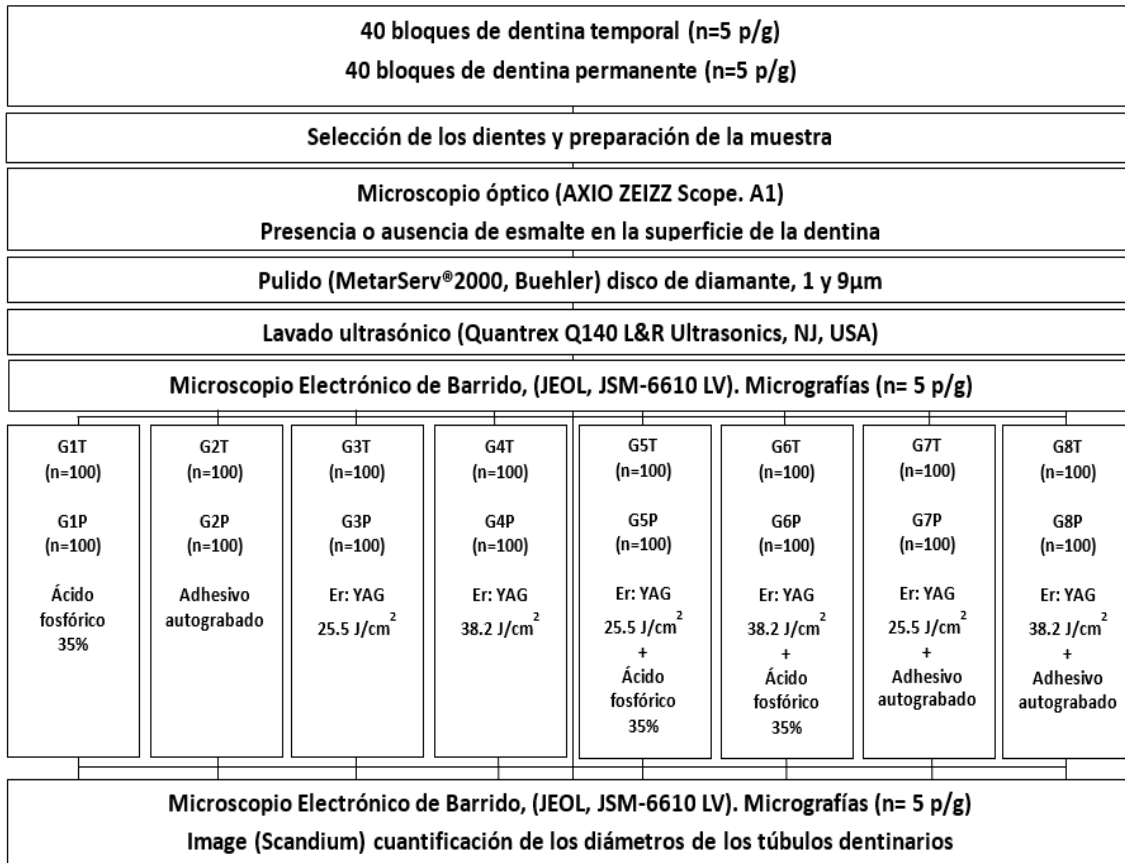 40 bloques de dentina temporal (n=5 p/g)
40 bloques de dentina permanente (n=5 p/g)
Selección de los dientes y preparación de la muestra
Microscopio óptico (AXIO ZEIZZ Scope. A1)
Presencia o ausencia de esmalte en la superficie de la dentina
Pulido (MetarServ®2000, Buehler) disco de diamante, 1 y 9µm
Lavado ultrasónico (Quantrex Q140 L&R Ultrasonics, NJ, USA)
Microscopio Electrónico de Barrido, (JEOL, JSM-6610 LV). Micrografías (n= 5 p/g)
G1T
(n=100)
G1P
(n=100)
Ácido
fosfórico
35%
G2T
(n=100)
G2P
(n=100)
Adhesivo
autograbado
G3T
(n=100)
G3P
(n=100)
Er: YAG
25.5 J/cm²
G4T
(n=100)
G4P
(n=100)
Er: YAG
38.2 J/cm²
G5T
(n=100)
G5P
(n=100)
Er: YAG
25.5 J/cm²
+
Ácido
fosfórico
35%
G6T
(n=100)
G6P
(n=100)
Er: YAG
38.2 J/cm²
+
Ácido
fosfórico
35%
G7T
(n=100)
G7P
(n=100)
Er: YAG
25.5 J/cm²
+
Adhesivo
autograbado
G8T
(n=100)
G8P
(n=100)
Er: YAG
38.2 J/cm²
+
Adhesivo
autograbado
Microscopio Electrónico de Barrido, (JEOL, JSM-6610 LV). Micrografías (n= 5 p/g)
Image (Scandium) cuantificación de los diámetros de los túbulos dentinarios